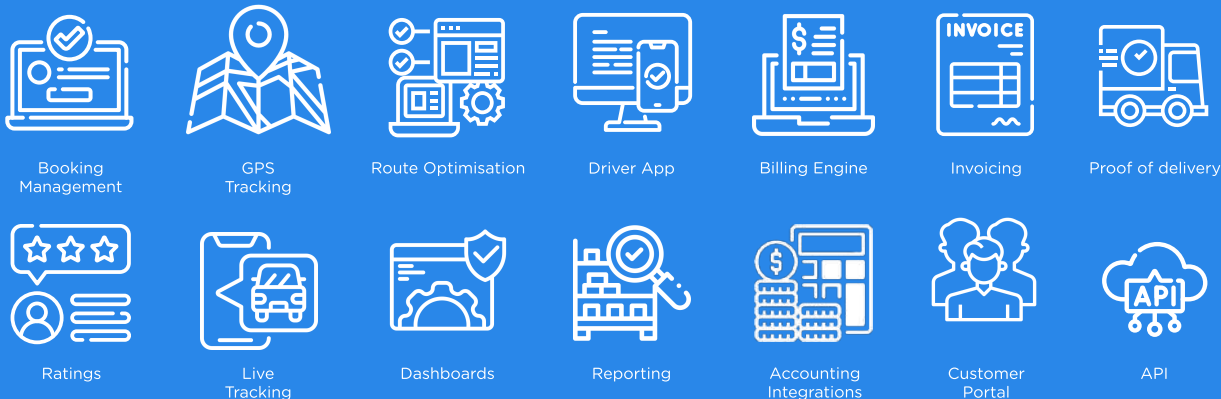 INVOICE
Booking
Management
GPS
Tracking
Route Optimisation
Driver App
Billing Engine
Invoicing
Proof of delivery
API
Ratings
Live
Tracking
Dashboards
Reporting
Accounting
Integrations
Customer
Portal
API